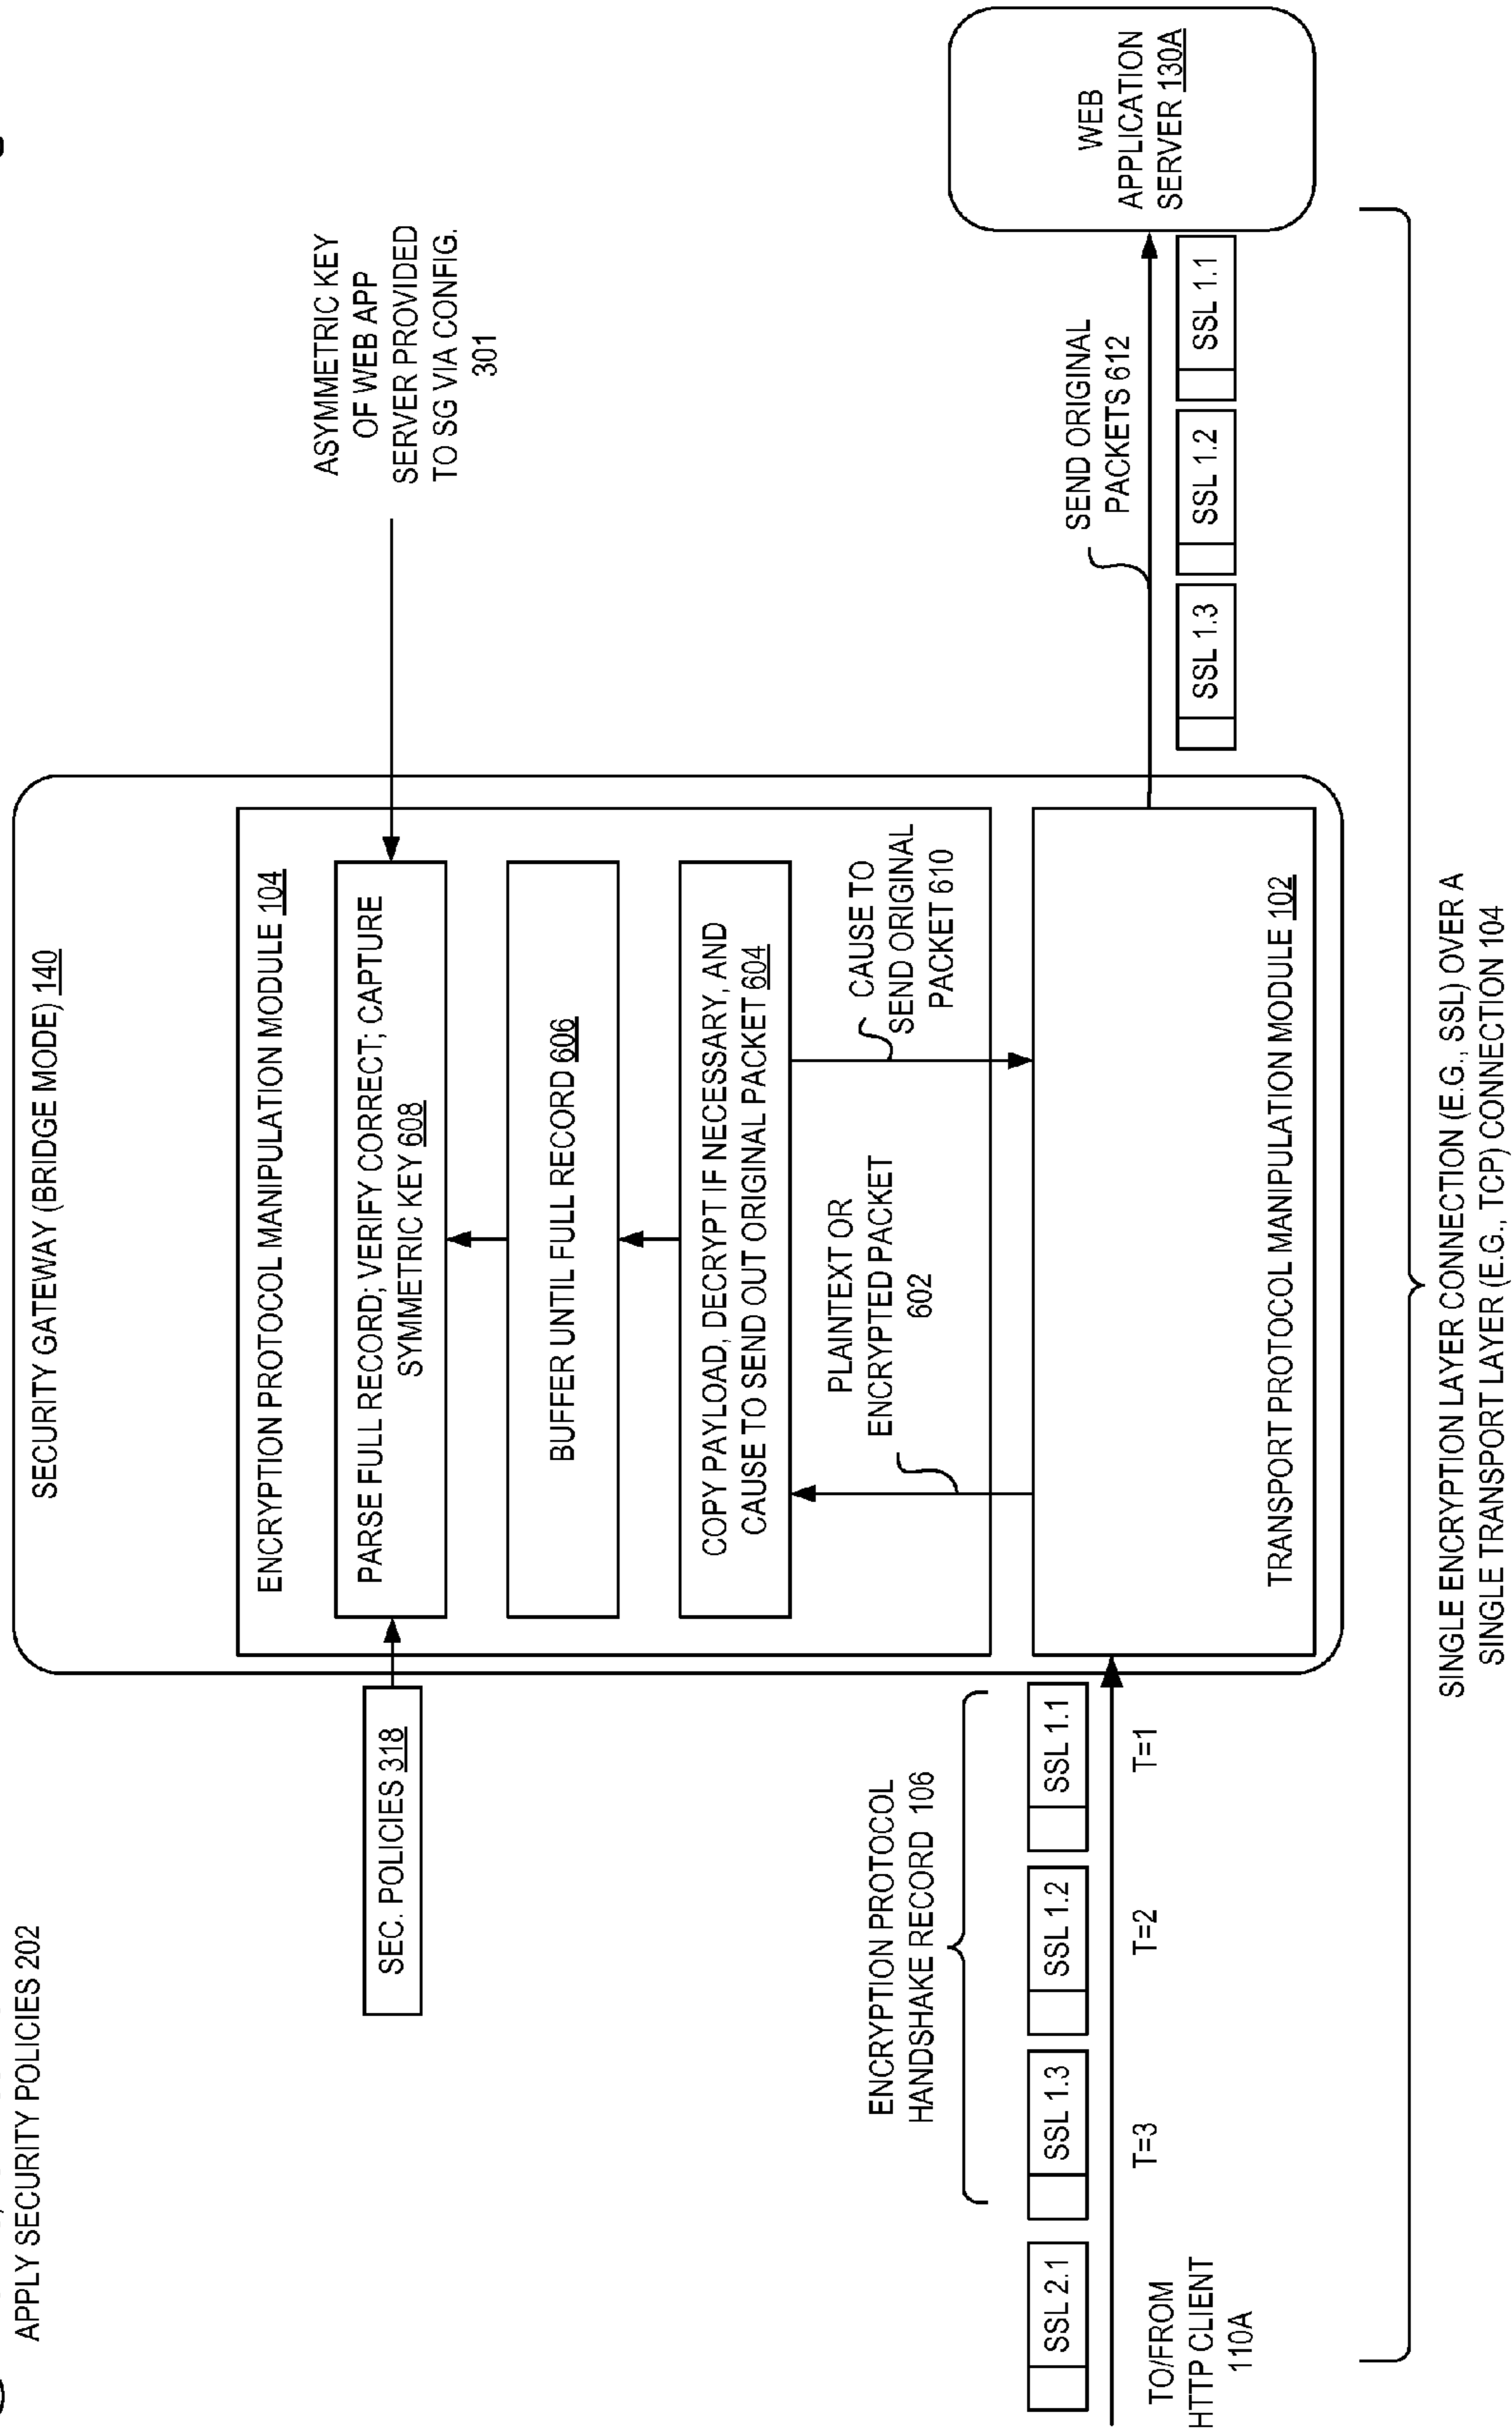 APPLY SECURITY POLICIES 202
SECURITY GATEWAY (BRIDGE MODE) 140
ENCRYPTION PROTOCOL MANIPULATION MODULE 104
SEC. POLICIES 318
PARSE FULL RECORD; VERIFY CORRECT; CAPTURE
SYMMETRIC KEY 608
ASYMMETRIC KEY
OF WEB APP
SERVER PROVIDED
TO SG VIA CONFIG.
301
BUFFER UNTIL FULL RECORD 606
COPY PAYLOAD, DECRYPT IF NECESSARY, AND
CAUSE TO SEND OUT ORIGINAL PACKET 604
PLAINTEXT OR
ENCRYPTED PACKET
602
CAUSE TO
SEND ORIGINAL
PACKET 610
ENCRYPTION PROTOCOL
HANDSHAKE RECORD 106
SSL 2.1
SSL 1.3
SSL 1.2
SSL 1.1
T=3
T=2
T=1
TO/FROM
HTTP CLIENT
110A
TRANSPORT PROTOCOL MANIPULATION MODULE 102
SEND ORIGINAL
PACKETS 612
SSL 1.3
SSL 1.2
SSL 1.1
WEB
APPLICATION
SERVER 130A
SINGLE ENCRYPTION LAYER CONNECTION (E.G., SSL) OVER A
SINGLE TRANSPORT LAYER (E.G., TCP) CONNECTION 104